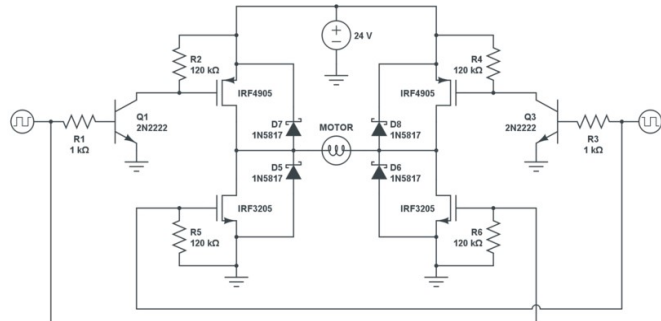 R2
120 kΩ
24 V
R4
120 kΩ
IRF4905
IRF4905
Q1
2N2222
D7
1N5817
MOTOR
D8
1N5817
Q3
2N2222
R1
1 kΩ
R3
1 kΩ
D5
1N5817
D6
1N5817
IRF3205
IRF3205
R5
120 kΩ
R6
120 kΩ